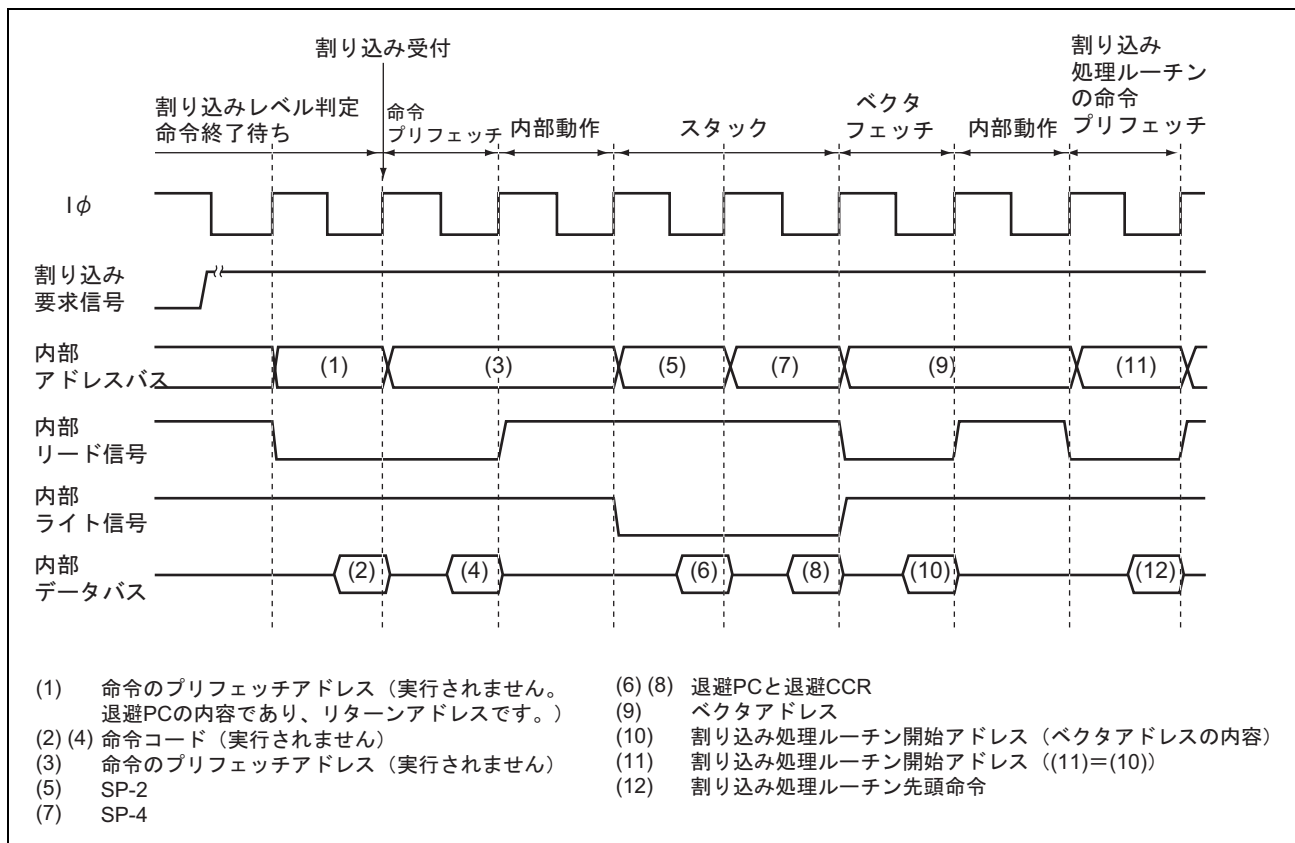 割り込み受付
割り込みレベル判定
命令終了待ち
命令
プリフェッチ
内部動作
スタック
ベクタ
フェッチ
内部動作
割り込み
処理ルーチン
の命令
プリフェッチ
Iφ
割り込み
要求信号
内部
アドレスバス
(1)
(3)
(5)
(7)
(9)
(11)
内部
リード信号
内部
ライト信号
内部
データバス
(2)
(4)
(6)
(8)
(10)
(12)
(1) 命令のプリフェッチアドレス（実行されません。
退避PCの内容であり、リターンアドレスです。）
(2) (4) 命令コード（実行されません）
(3) 命令のプリフェッチアドレス（実行されません）
(5) SP-2
(7) SP-4
(6) (8) 退避PCと退避CCR
(9) ベクタアドレス
(10) 割り込み処理ルーチン開始アドレス（ベクタアドレスの内容）
(11) 割り込み処理ルーチン開始アドレス（(11)＝(10)）
(12) 割り込み処理ルーチン先頭命令